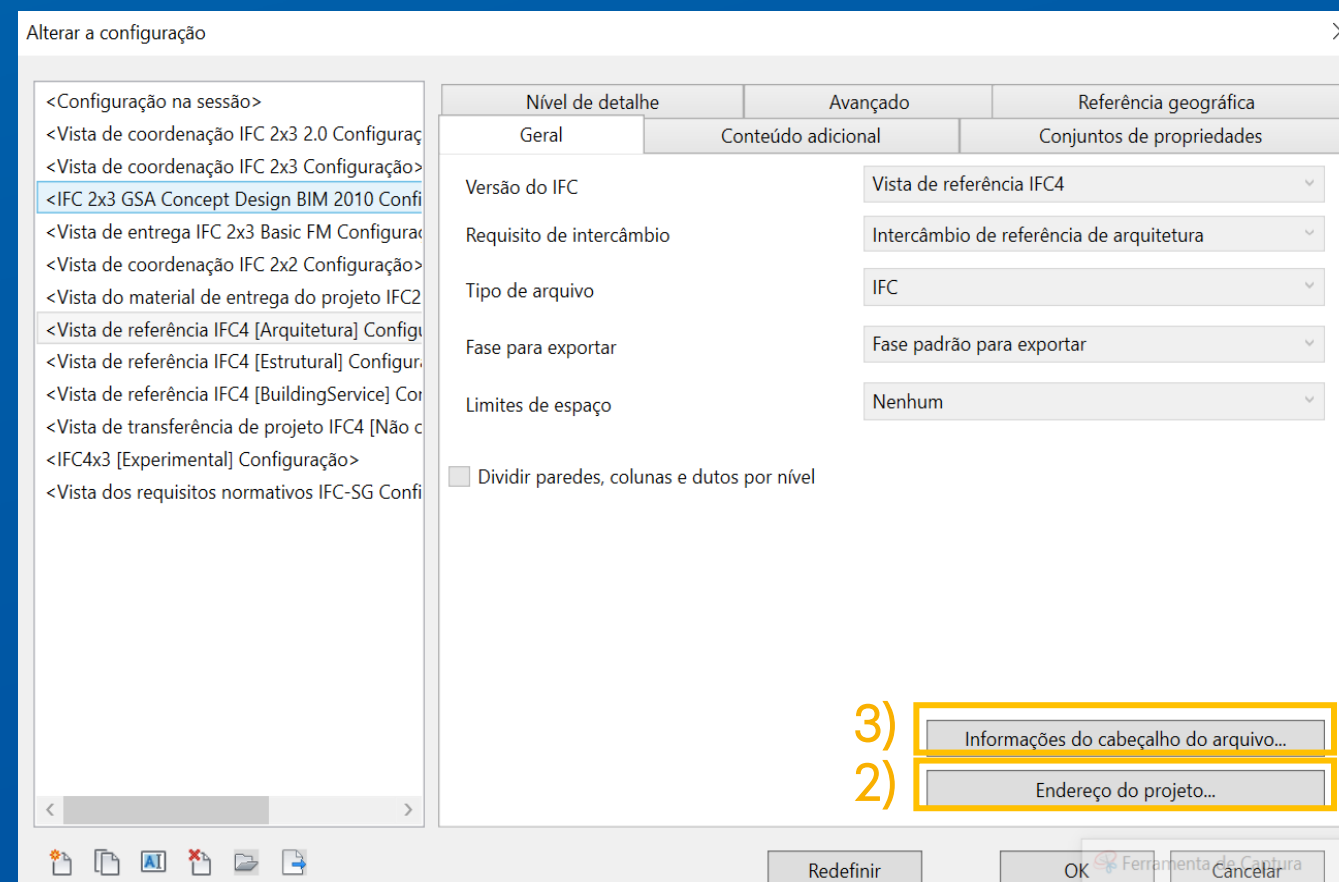 Alterar a configuração
<Configuração na sessão>
<Vista de coordenação IFC 2x3 2.0 Configuraç
<Vista de coordenação IFC 2x3 Configuração>
<IFC 2x3 GSA Concept Design BIM 2010 Confi
<Vista de entrega IFC 2x3 Basic FM Configuraç
<Vista de coordenação IFC 2x2 Configuração>
<Vista do material de entrega do projeto IFC2
<Vista de referência IFC4 [Arquitetura] Configu
<Vista de referência IFC4 [Estrutural] Configura
<Vista de referência IFC4 [BuildingService] Con
<Vista de transferência de projeto IFC4 [Não c
<IFC4x3 [Experimental] Configuração>
<Vista dos requisitos normativos IFC-SG Confi
Nível de detalhe Avançado Referência geográfica
Geral Conteúdo adicional Conjuntos de propriedades
Versão do IFC Vista de referência IFC4
Requisito de intercâmbio Intercâmbio de referência de arquitetura
Tipo de arquivo IFC
Fase para exportar Fase padrão para exportar
Limites de espaço Nenhum
Dividir paredes, colunas e dutos por nível
3) Informações do cabeçalho do arquivo...
2) Endereço do projeto...
Redefinir OK Cancelar
Ferramenta de Captura